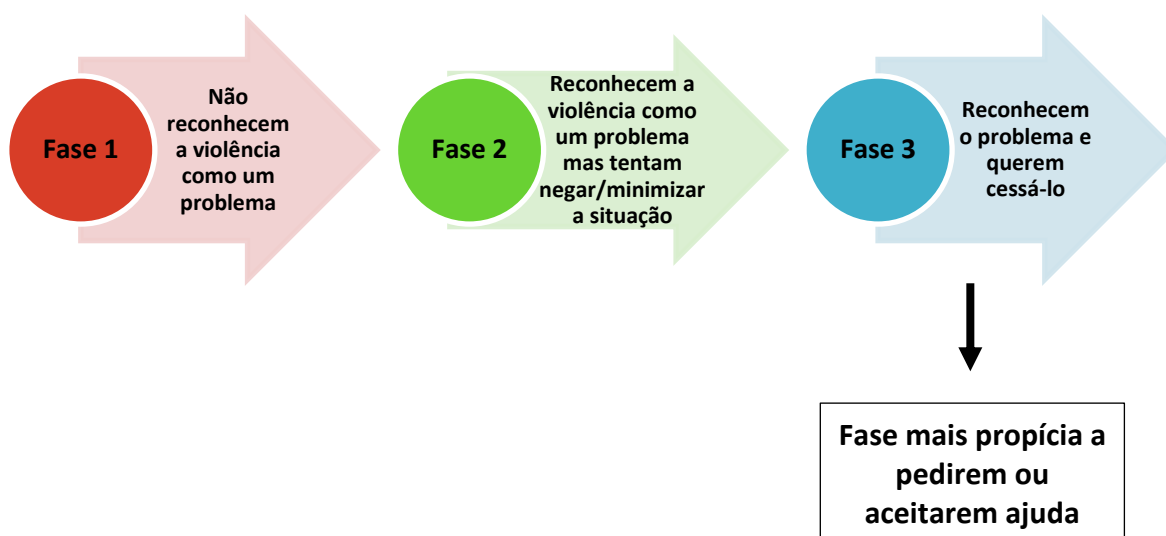 Fase 1
Não
reconhecem
a violência
como um
problema
Fase 2
Reconhecem a
violência como
um problema
mas tentam
negar/minimizar
a situação
Fase 3
Reconhecem
o problema e
querem
cessá-lo
Fase mais propícia a
pedirem ou
aceitarem ajuda